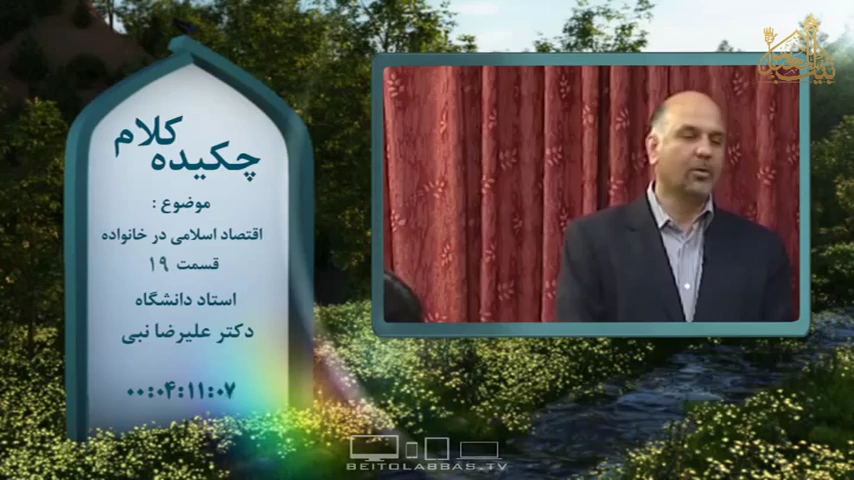 چکیده کلام
موضوع :
اقتصاد اسلامی در خانواده
قسمت ۱۹
استاد دانشگاه
دکتر علیرضا نبی
۰۰:۰۴:۱۱:۰۷
BEITOLABBAS.TV